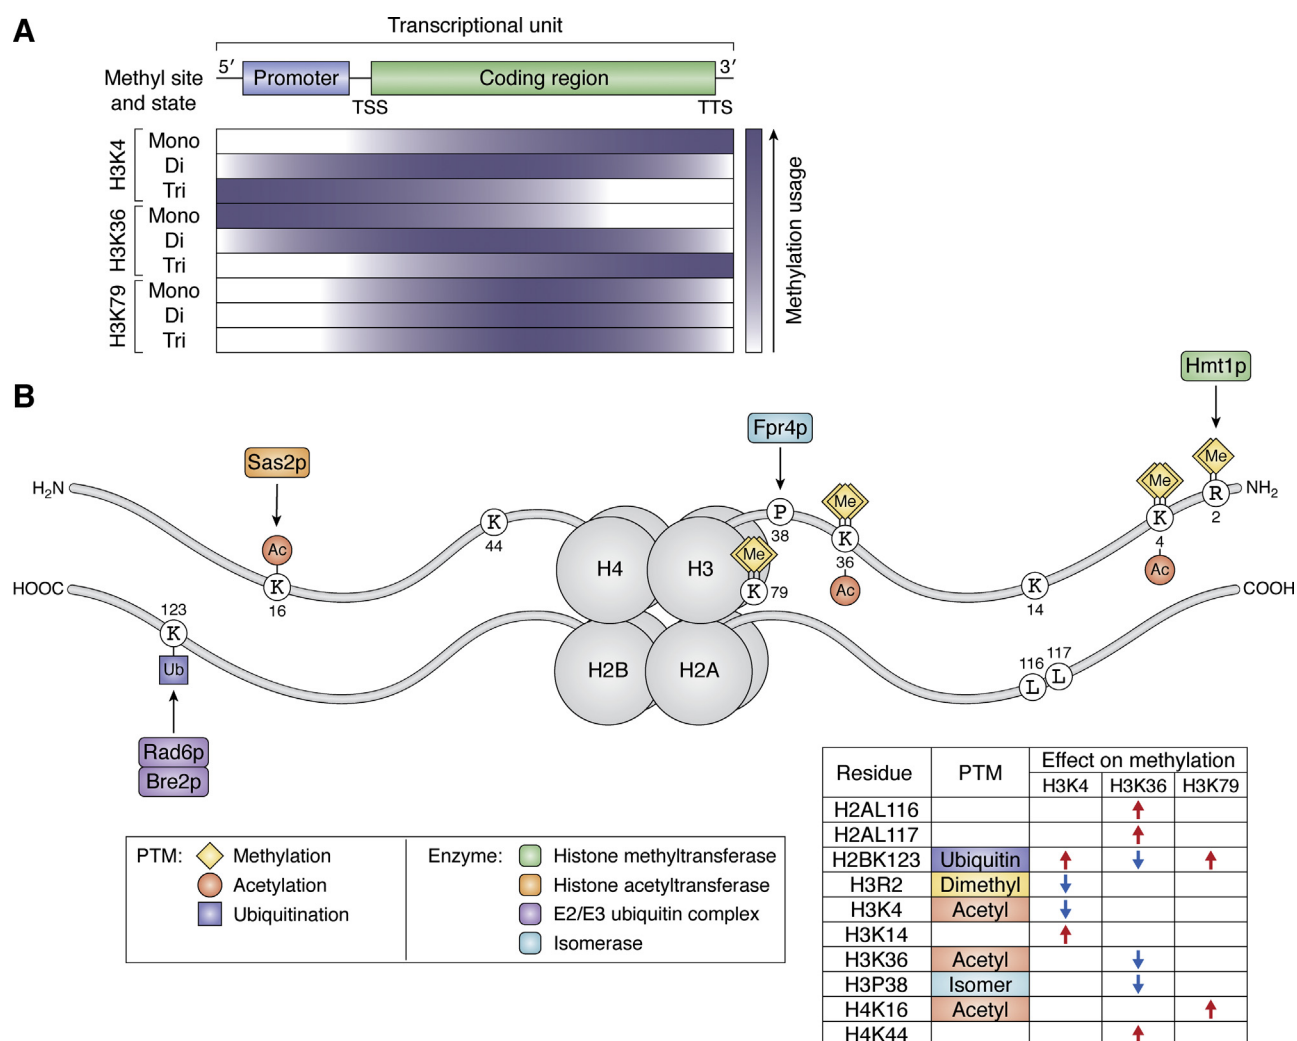 A
Transcriptional unit
5′ Promoter Coding region 3′
Methyl site
and state
TSS TTS
H3K4
Mono
Di
Tri
H3K36
Mono
Di
Tri
H3K79
Mono
Di
Tri
Methylation usage
B
Hmt1p
Fpr4p
Sas2p
H₂N
Ac
K
16
K
44
H4
H3
Me
K 79
P
38
Me
K
36
Ac
K
14
Me
K
4
Ac
Me
R
2
NH₂
HOOC
123
K
Ub
Rad6p
Bre2p
H2B
H2A
116
L
117
L
COOH
PTM:
Methylation
Acetylation
Ubiquitination
Enzyme:
Histone methyltransferase
Histone acetyltransferase
E2/E3 ubiquitin complex
Isomerase
Residue PTM Effect on methylation
H3K4 H3K36 H3K79
H2AL116 ↑
H2AL117 ↑
H2BK123 Ubiquitin ↑ ↓ ↑
H3R2 Dimethyl ↓
H3K4 Acetyl ↓
H3K14 ↑
H3K36 Acetyl ↓
H3P38 Isomer ↓
H4K16 Acetyl ↑
H4K44 ↑